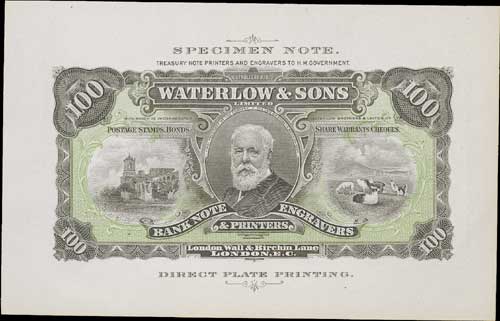 SPECIMEN NOTE.
TREASURY NOTE PRINTERS AND ENGRAVERS TO H.M. GOVERNMENT.
100 100
WATERLOW & SONS
LIMITED
POSTAGE STAMPS, BONDS SHARE WARRANTS CHEQUES.
BANK NOTE ENGRAVERS
& PRINTERS
100 100
London Wall & Birchin Lane
LONDON, E.C.
DIRECT PLATE PRINTING.